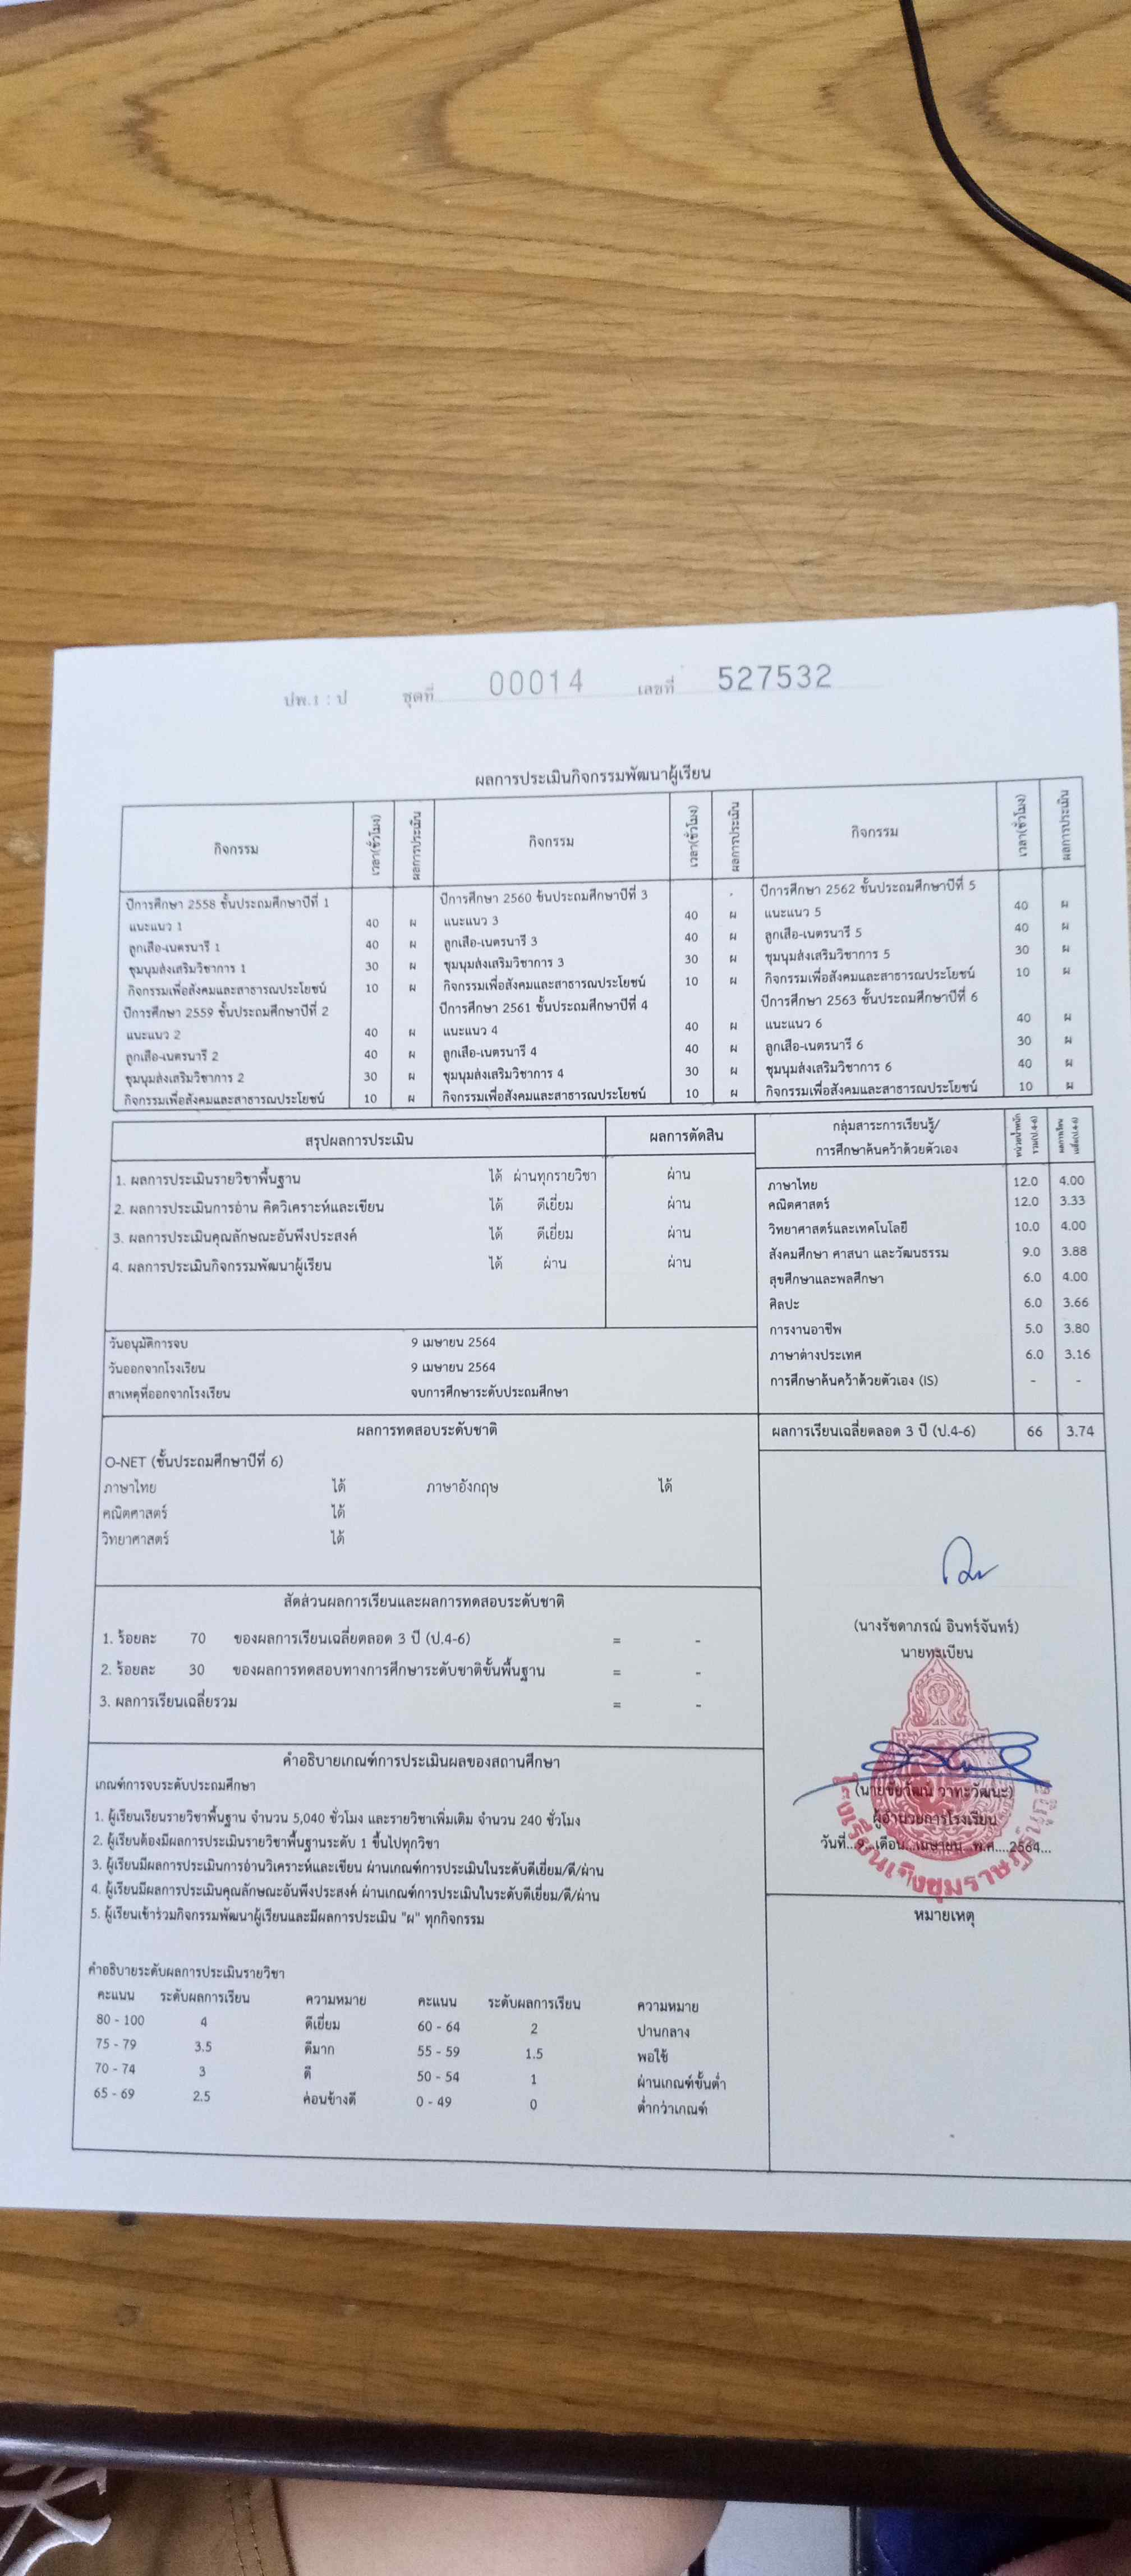 ปพ.1 : ป ชุดที่ 00014 เลขที่ 527532
ผลการประเมินกิจกรรมพัฒนาผู้เรียน
กิจกรรม เวลา(ชั่วโมง) ผลการประเมิน กิจกรรม เวลา(ชั่วโมง) ผลการประเมิน กิจกรรม เวลา(ชั่วโมง) ผลการประเมิน
ปีการศึกษา 2558 ชั้นประถมศึกษาปีที่ 1 ปีการศึกษา 2560 ชั้นประถมศึกษาปีที่ 3 ปีการศึกษา 2562 ชั้นประถมศึกษาปีที่ 5
แนะแนว 1 40 ผ แนะแนว 3 40 ผ แนะแนว 5 40 ผ
ลูกเสือ-เนตรนารี 1 40 ผ ลูกเสือ-เนตรนารี 3 40 ผ ลูกเสือ-เนตรนารี 5 40 ผ
ชุมนุมส่งเสริมวิชาการ 1 30 ผ ชุมนุมส่งเสริมวิชาการ 3 30 ผ ชุมนุมส่งเสริมวิชาการ 5 30 ผ
กิจกรรมเพื่อสังคมและสาธารณประโยชน์ 10 ผ กิจกรรมเพื่อสังคมและสาธารณประโยชน์ 10 ผ กิจกรรมเพื่อสังคมและสาธารณประโยชน์ 10 ผ
ปีการศึกษา 2559 ชั้นประถมศึกษาปีที่ 2 ปีการศึกษา 2561 ชั้นประถมศึกษาปีที่ 4 ปีการศึกษา 2563 ชั้นประถมศึกษาปีที่ 6
แนะแนว 2 40 ผ แนะแนว 4 40 ผ แนะแนว 6 40 ผ
ลูกเสือ-เนตรนารี 2 40 ผ ลูกเสือ-เนตรนารี 4 40 ผ ลูกเสือ-เนตรนารี 6 30 ผ
ชุมนุมส่งเสริมวิชาการ 2 30 ผ ชุมนุมส่งเสริมวิชาการ 4 30 ผ ชุมนุมส่งเสริมวิชาการ 6 40 ผ
กิจกรรมเพื่อสังคมและสาธารณประโยชน์ 10 ผ กิจกรรมเพื่อสังคมและสาธารณประโยชน์ 10 ผ กิจกรรมเพื่อสังคมและสาธารณประโยชน์ 10 ผ
สรุปผลการประเมิน ผลการตัดสิน
1. ผลการประเมินรายวิชาพื้นฐาน ได้ ผ่านทุกรายวิชา ผ่าน
2. ผลการประเมินการอ่าน คิดวิเคราะห์และเขียน ได้ ดีเยี่ยม ผ่าน
3. ผลการประเมินคุณลักษณะอันพึงประสงค์ ได้ ดีเยี่ยม ผ่าน
4. ผลการประเมินกิจกรรมพัฒนาผู้เรียน ได้ ผ่าน ผ่าน
วันอนุมัติการจบ 9 เมษายน 2564
วันออกจากโรงเรียน 9 เมษายน 2564
สาเหตุที่ออกจากโรงเรียน จบการศึกษาระดับประถมศึกษา
กลุ่มสาระการเรียนรู้/
การศึกษาค้นคว้าด้วยตัวเอง หน่วยน้ำหนัก รวม(ป.4-6) ผลการเรียน เฉลี่ย(ป.4-6)
ภาษาไทย 12.0 4.00
คณิตศาสตร์ 12.0 3.33
วิทยาศาสตร์และเทคโนโลยี 10.0 4.00
สังคมศึกษา ศาสนา และวัฒนธรรม 9.0 3.88
สุขศึกษาและพลศึกษา 6.0 4.00
ศิลปะ 6.0 3.66
การงานอาชีพ 5.0 3.80
ภาษาต่างประเทศ 6.0 3.16
การศึกษาค้นคว้าด้วยตัวเอง (IS) - -
ผลการเรียนเฉลี่ยตลอด 3 ปี (ป.4-6) 66 3.74
ผลการทดสอบระดับชาติ
O-NET (ชั้นประถมศึกษาปีที่ 6)
ภาษาไทย ได้ ภาษาอังกฤษ ได้
คณิตศาสตร์ ได้
วิทยาศาสตร์ ได้
สัดส่วนผลการเรียนและผลการทดสอบระดับชาติ
1. ร้อยละ 70 ของผลการเรียนเฉลี่ยตลอด 3 ปี (ป.4-6) = -
2. ร้อยละ 30 ของผลการทดสอบทางการศึกษาระดับชาติขั้นพื้นฐาน = -
3. ผลการเรียนเฉลี่ยรวม = -
(นางรัชดาภรณ์ อินทร์จันทร์)
นายทะเบียน
(นายชัยวัฒน์ วาทะวัฒนะ)
ผู้อำนวยการโรงเรียน
วันที่...9...เดือน...เมษายน...พ.ศ....2564...
โรงเรียนเชิงชุมราษฎร์นุกูล
หมายเหตุ
คำอธิบายเกณฑ์การประเมินผลของสถานศึกษา
เกณฑ์การจบระดับประถมศึกษา
1. ผู้เรียนเรียนรายวิชาพื้นฐาน จำนวน 5,040 ชั่วโมง และรายวิชาเพิ่มเติม จำนวน 240 ชั่วโมง
2. ผู้เรียนต้องมีผลการประเมินรายวิชาพื้นฐานระดับ 1 ขึ้นไปทุกวิชา
3. ผู้เรียนมีผลการประเมินการอ่านวิเคราะห์และเขียน ผ่านเกณฑ์การประเมินในระดับดีเยี่ยม/ดี/ผ่าน
4. ผู้เรียนมีผลการประเมินคุณลักษณะอันพึงประสงค์ ผ่านเกณฑ์การประเมินในระดับดีเยี่ยม/ดี/ผ่าน
5. ผู้เรียนเข้าร่วมกิจกรรมพัฒนาผู้เรียนและมีผลการประเมิน "ผ" ทุกกิจกรรม
คำอธิบายระดับผลการประเมินรายวิชา
คะแนน ระดับผลการเรียน ความหมาย คะแนน ระดับผลการเรียน ความหมาย
80 - 100 4 ดีเยี่ยม 60 - 64 2 ปานกลาง
75 - 79 3.5 ดีมาก 55 - 59 1.5 พอใช้
70 - 74 3 ดี 50 - 54 1 ผ่านเกณฑ์ขั้นต่ำ
65 - 69 2.5 ค่อนข้างดี 0 - 49 0 ต่ำกว่าเกณฑ์